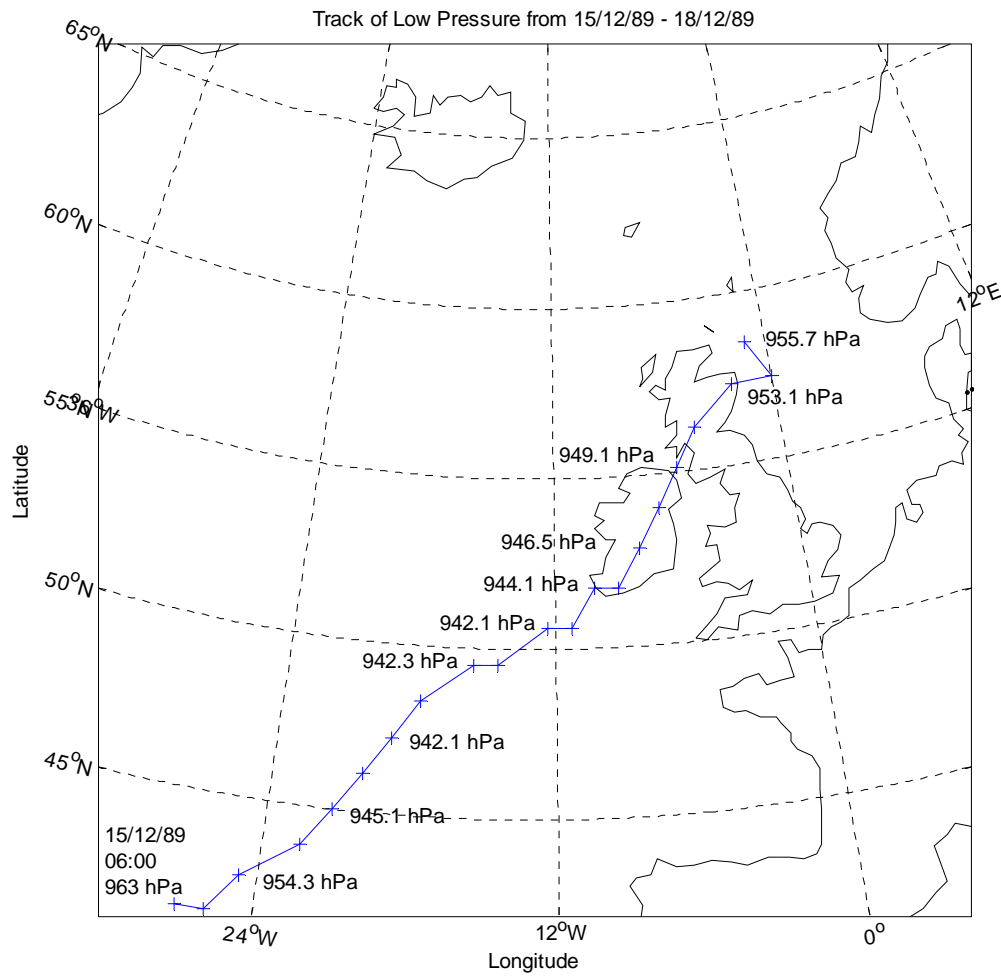 Track of Low Pressure from 15/12/89 - 18/12/89
65°N
60°N
12°E
955.7 hPa
55°N
36°W
953.1 hPa
949.1 hPa
Latitude
946.5 hPa
50°N
944.1 hPa
942.1 hPa
942.3 hPa
942.1 hPa
45°N
945.1 hPa
15/12/89
06:00
963 hPa
954.3 hPa
24°W
12°W
0°
Longitude